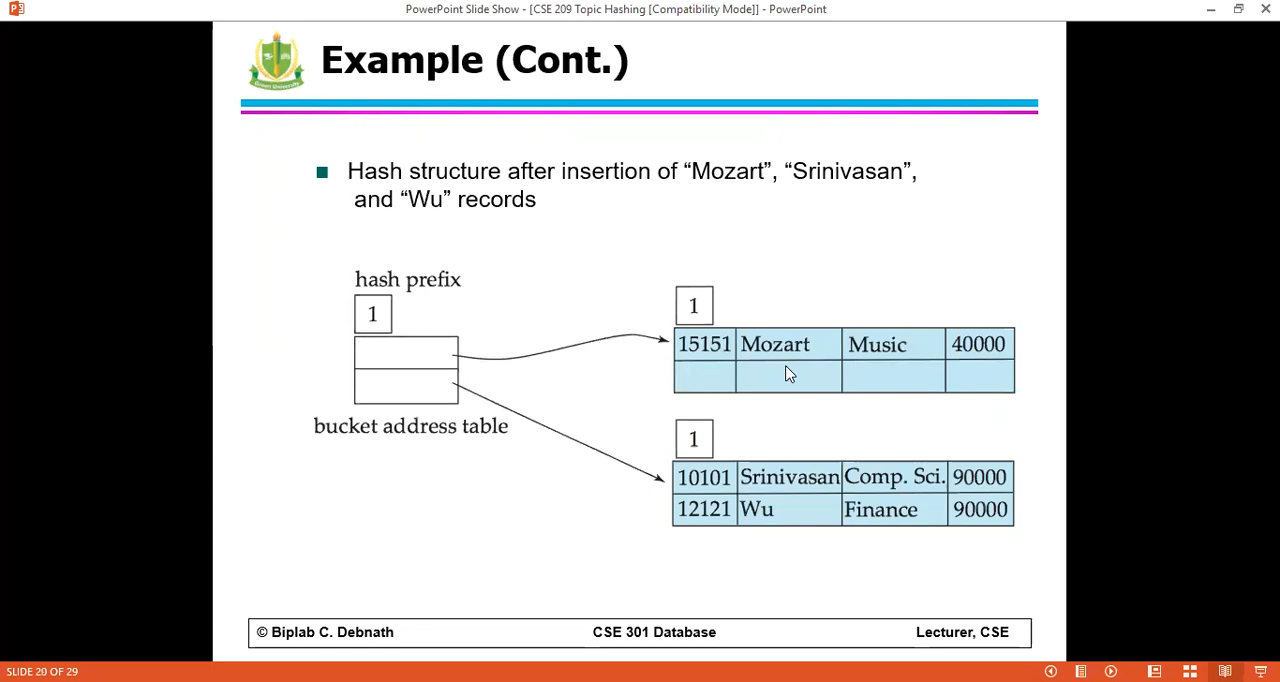 PowerPoint Slide Show - [CSE 209 Topic Hashing [Compatibility Mode]] - PowerPoint
Example (Cont.)
Hash structure after insertion of “Mozart”, “Srinivasan”,
and “Wu” records
hash prefix
1
bucket address table
1
15151 Mozart Music 40000
1
10101 Srinivasan Comp. Sci. 90000
12121 Wu Finance 90000
© Biplab C. Debnath CSE 301 Database Lecturer, CSE
SLIDE 20 OF 29